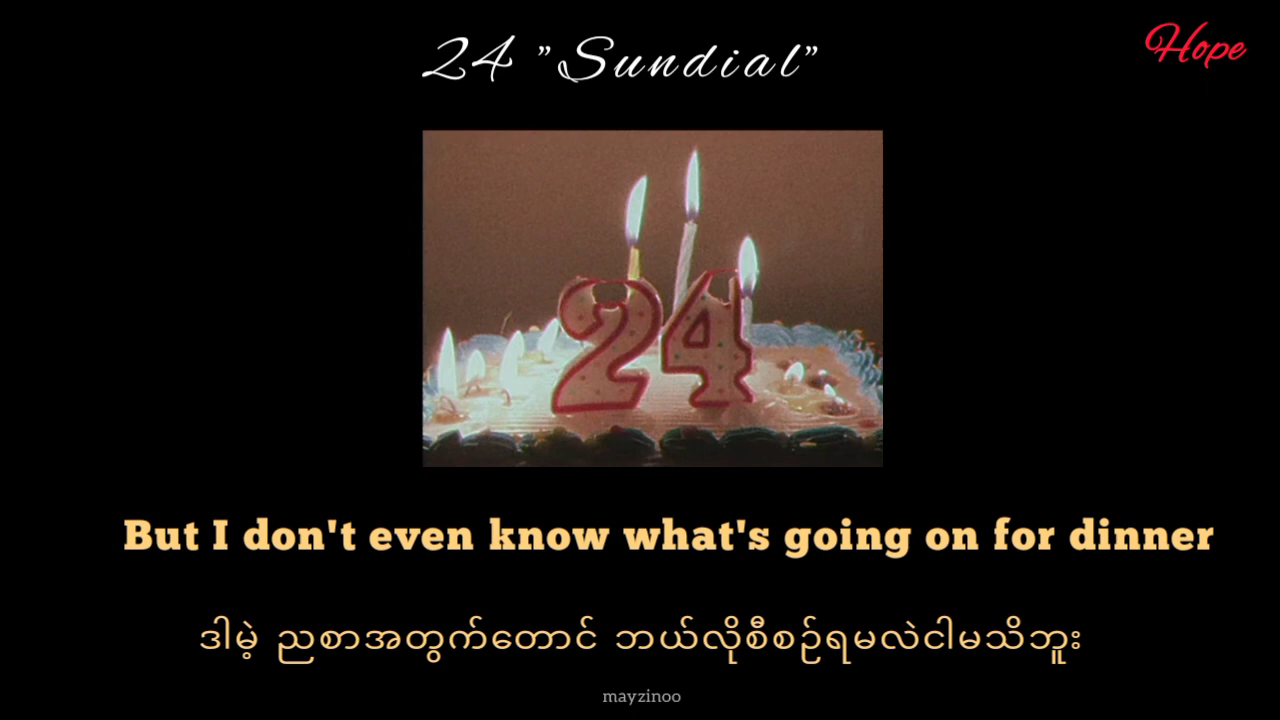 24 ”Sundial”
Hope
24
But I don't even know what's going on for dinner
ဒါမဲ့ ညစာအတွက်တောင် ဘယ်လိုစီစဉ်ရမလဲငါမသိဘူး
mayzinoo